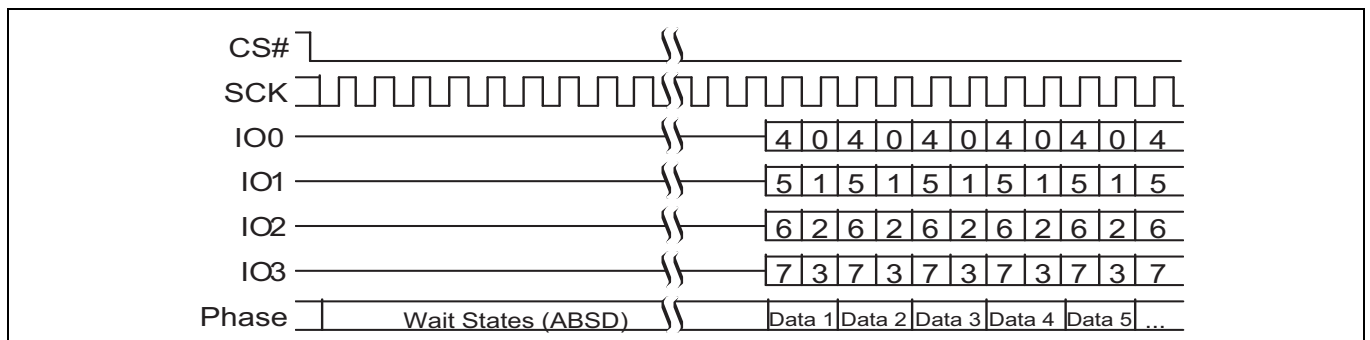 CS#
SCK
IO0 4 0 4 0 4 0 4 0 4 0 4
IO1 5 1 5 1 5 1 5 1 5 1 5
IO2 6 2 6 2 6 2 6 2 6 2 6
IO3 7 3 7 3 7 3 7 3 7 3 7
Phase Wait States (ABSD) Data 1 Data 2 Data 3 Data 4 Data 5 ...